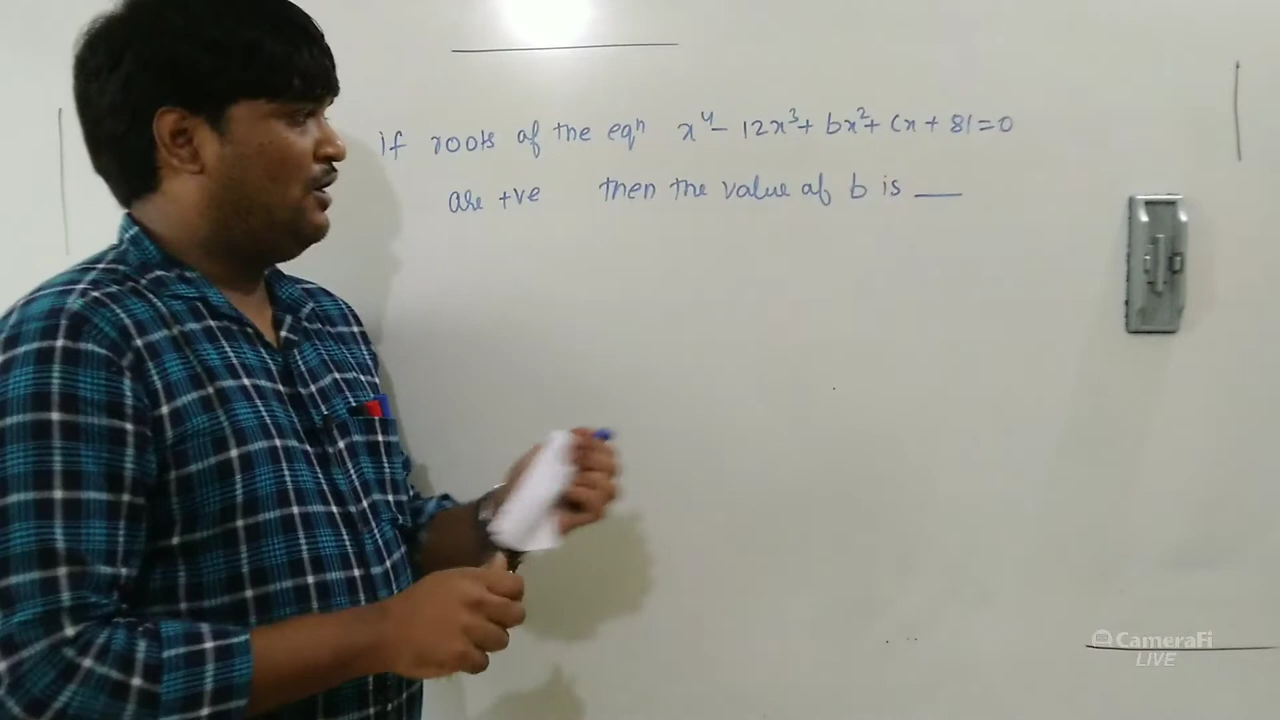 If roots of the eqn x⁴ - 12x³ + bx² + cx + 81 = 0
are +ve then the value of b is __
CameraFi
LIVE